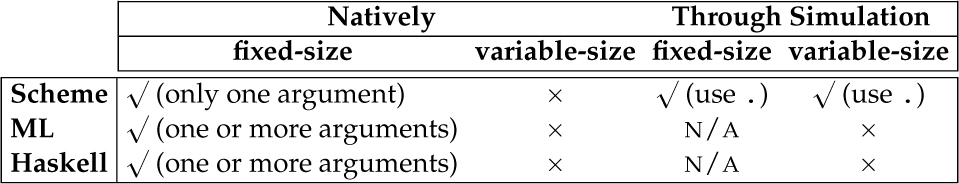 Natively Through Simulation
fixed-size variable-size fixed-size variable-size
Scheme √ (only one argument) × √ (use .) √ (use .)
ML √ (one or more arguments) × N/A ×
Haskell √ (one or more arguments) × N/A ×